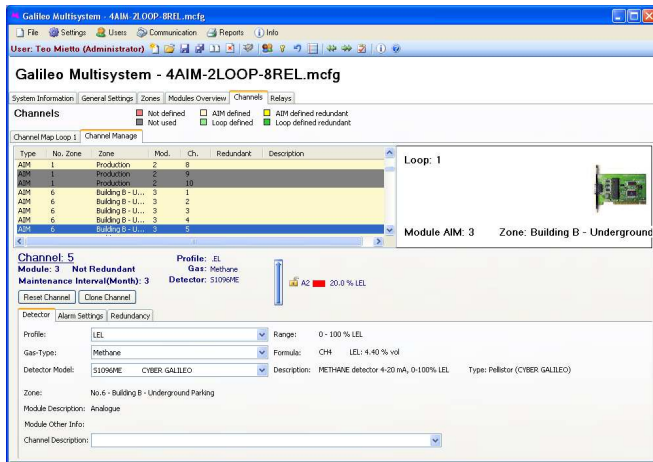 Galileo Multisystem - 4AIM-2LOOP-8REL.mcfg
File Settings Users Communication Reports Info
User: Teo Mietto (Administrator)
Galileo Multisystem - 4AIM-2LOOP-8REL.mcfg
System Information General Settings Zones Modules Overview Channels Relays
Channels
Not defined AIM defined AIM defined redundant
Not used Loop defined Loop defined redundant
Channel Map Loop 1 Channel Manage
Type No. Zone Zone Mod. Ch. Redundant Description
AIM 1 Production 2 8
AIM 1 Production 2 9
AIM 1 Production 2 10
AIM 6 Building B - U... 3 1
AIM 6 Building B - U... 3 2
AIM 6 Building B - U... 3 3
AIM 6 Building B - U... 3 4
AIM 6 Building B - U... 3 5
Loop: 1
Module AIM: 3 Zone: Building B - Underground
Channel: 5 Profile: .EL
Module: 3 Not Redundant Gas: Methane
Maintenance Interval(Month): 3 Detector: S1096ME
A2 20.0 % LEL
Reset Channel Clone Channel
Detector Alarm Settings Redundancy
Profile: LEL Range: 0 - 100 % LEL
Gas-Type: Methane Formula: CH4 LEL: 4.40 % vol
Detector Model: S1096ME CYBER GALILEO Description: METHANE detector 4-20 mA, 0-100% LEL Type: Pellistor (CYBER GALILEO)
Zone: No.6 - Building B - Underground Parking
Module Description: Analogue
Module Other Info:
Channel Description: